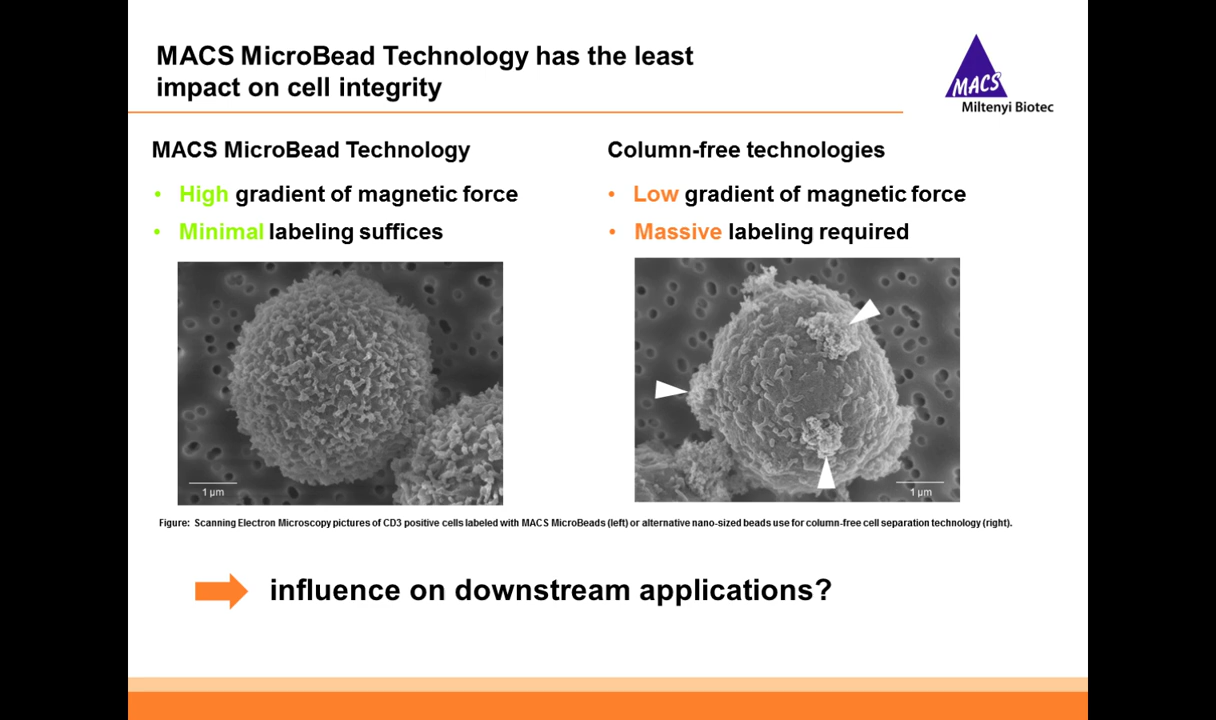 MACS MicroBead Technology has the least
impact on cell integrity
MACS
Miltenyi Biotec
MACS MicroBead Technology
• High gradient of magnetic force
• Minimal labeling suffices
1 µm
Column-free technologies
• Low gradient of magnetic force
• Massive labeling required
1 µm
Figure: Scanning Electron Microscopy pictures of CD3 positive cells labeled with MACS MicroBeads (left) or alternative nano-sized beads use for column-free cell separation technology (right).
influence on downstream applications?